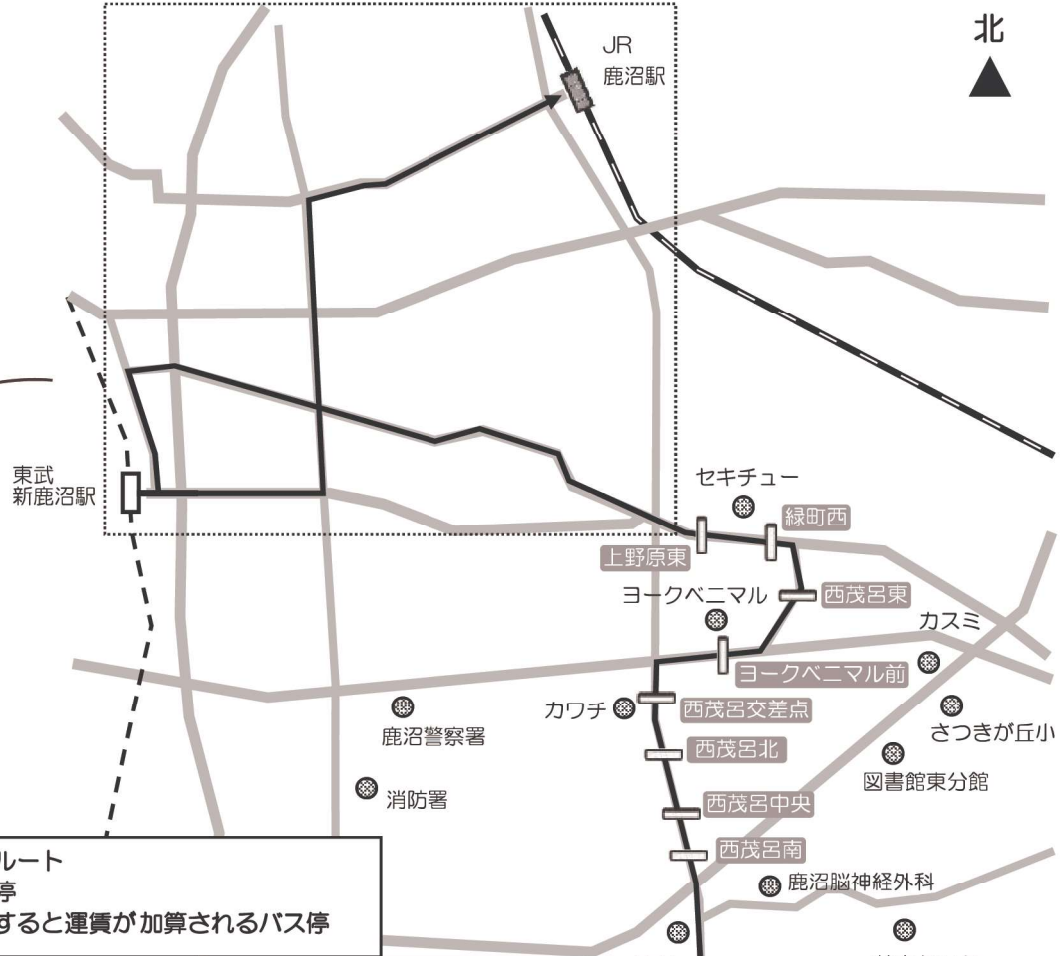 北
JR
鹿沼駅
東武
新鹿沼駅
セキチュー
緑町西
上野原東
ヨークベニマル
西茂呂東
カスミ
ヨークベニマル前
カワチ
西茂呂交差点
さつきが丘小
鹿沼警察署
西茂呂北
図書館東分館
消防署
西茂呂中央
西茂呂南
鹿沼脳神経外科
ルート
停
すると運賃が加算されるバス停